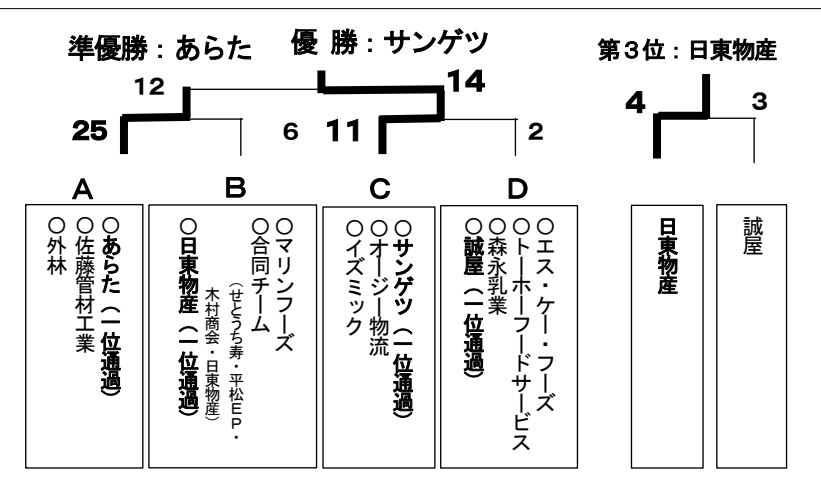 準優勝：あらた
優 勝：サンゲツ
第３位：日東物産
12
14
25
6
11
2
4
3
A
B
C
D
○あらた（一位通過）
○佐藤管材工業
○外林
○マリンフーズ
○合同チーム
（せとうち寿・平松ＥＰ・
木村商会・日東物産）
○日東物産（一位通過）
○サンゲツ（一位通過）
○オージー物流
○イズミック
○エス・ケー・フーズ
○トーホーフードサービス
○森永乳業
○誠屋（一位通過）
日東物産
誠屋